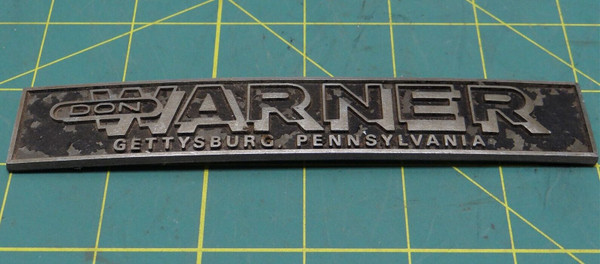 DON WARNER
GETTYSBURG, PENNSYLVANIA